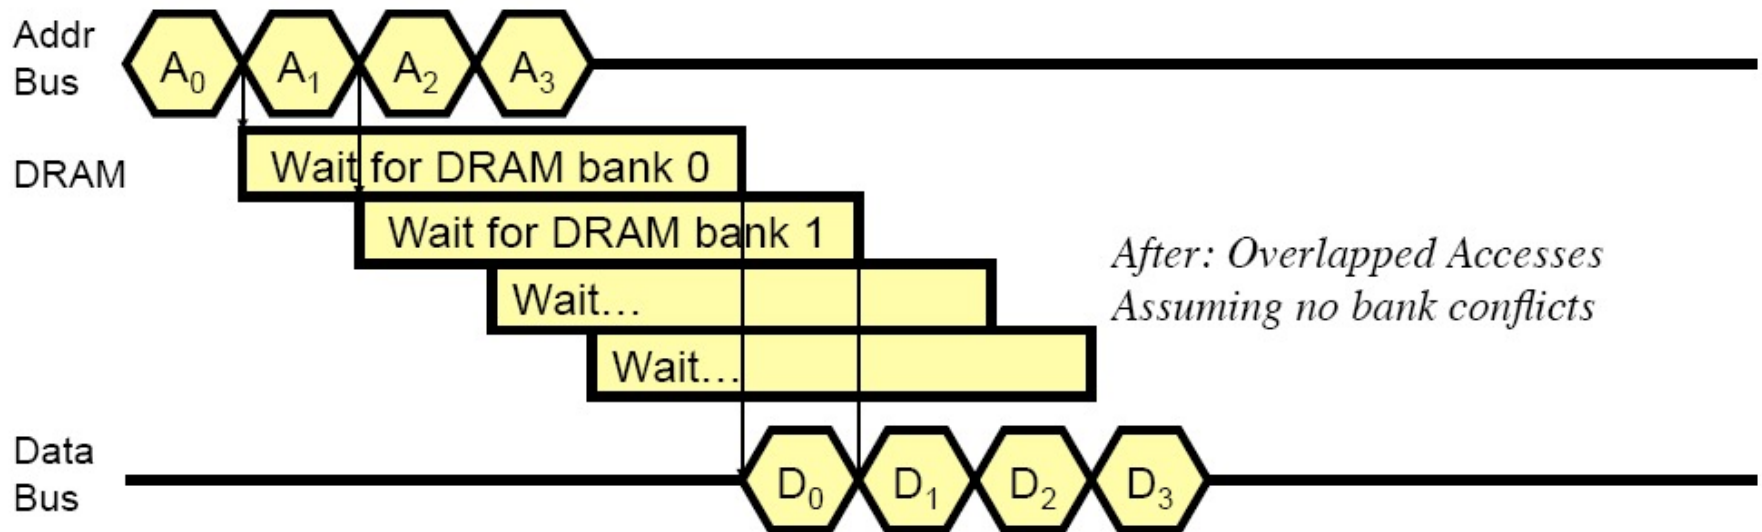 Addr
Bus
A0 A1 A2 A3
DRAM
Wait for DRAM bank 0
Wait for DRAM bank 1
Wait...
Wait...
After: Overlapped Accesses
Assuming no bank conflicts
Data
Bus
D0 D1 D2 D3